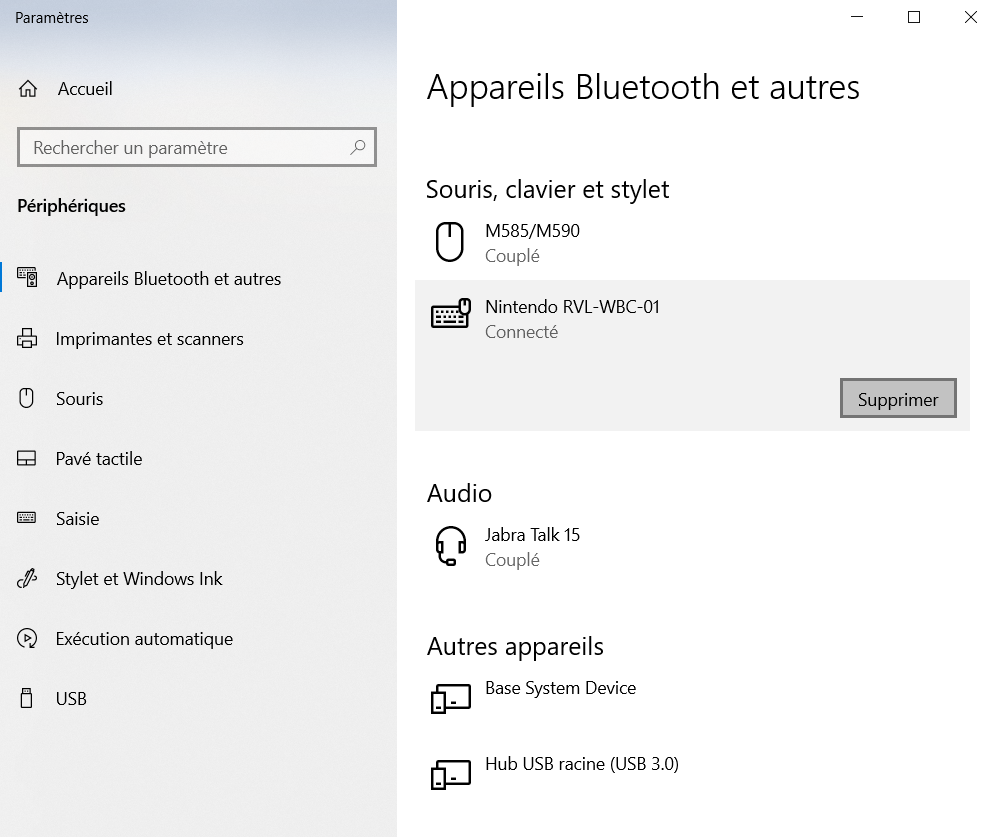 Paramètres
Accueil
Rechercher un paramètre
Périphériques
Appareils Bluetooth et autres
Imprimantes et scanners
Souris
Pavé tactile
Saisie
Stylet et Windows Ink
Exécution automatique
USB
Appareils Bluetooth et autres
Souris, clavier et stylet
M585/M590
Couplé
Nintendo RVL-WBC-01
Connecté
Supprimer
Audio
Jabra Talk 15
Couplé
Autres appareils
Base System Device
Hub USB racine (USB 3.0)